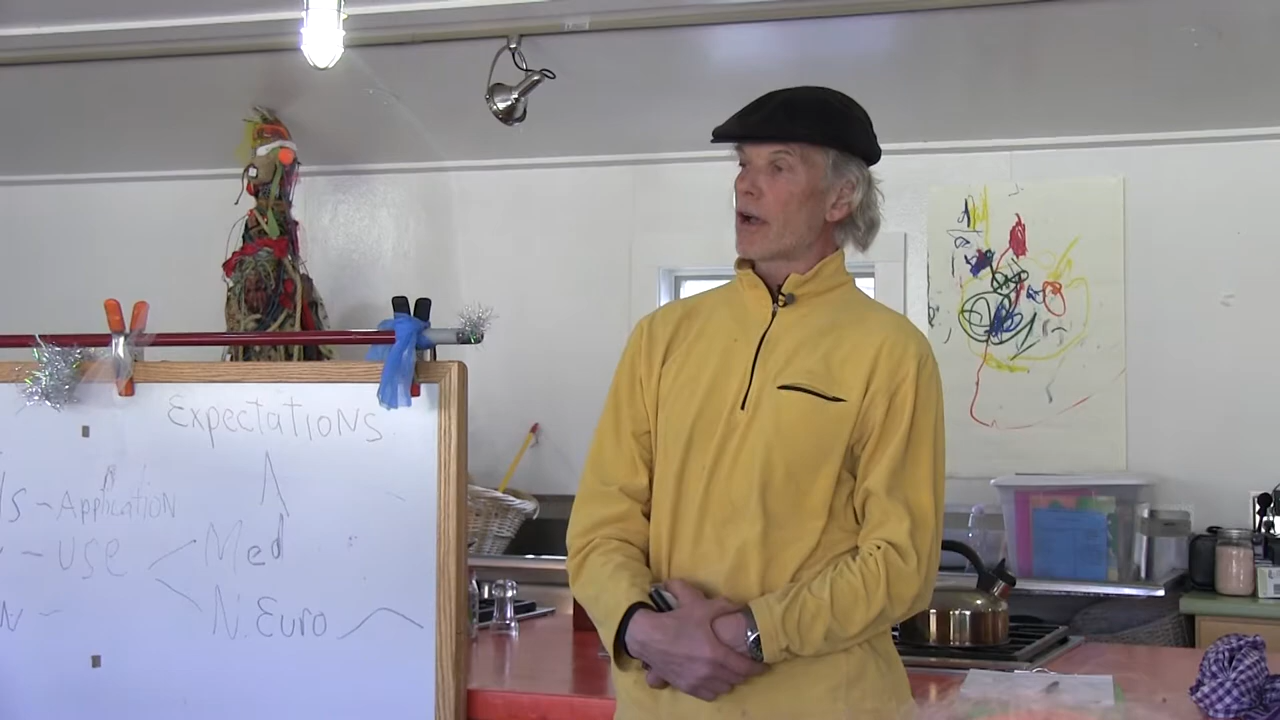 Expectations
- Application
- use
Med
N. Euro